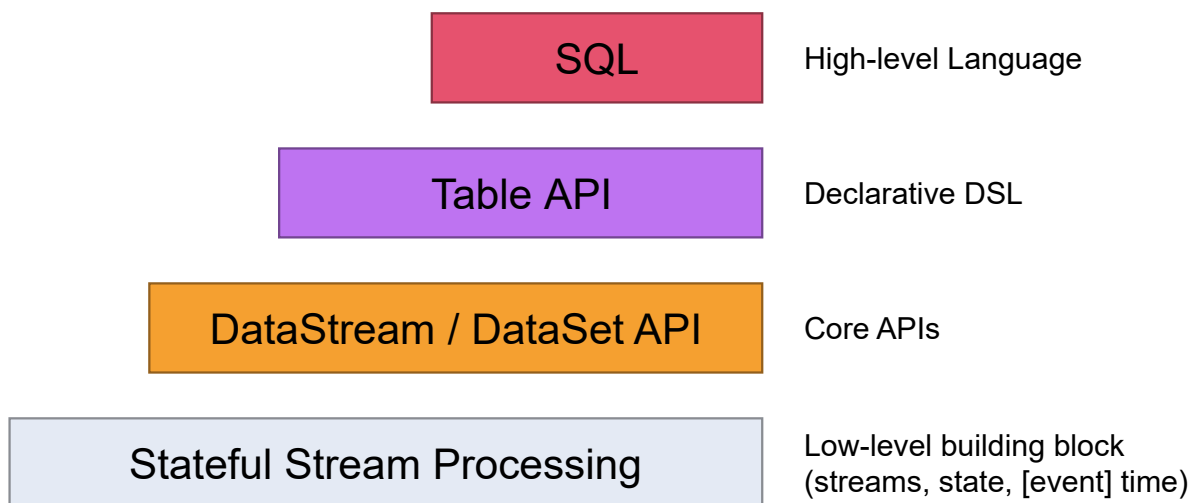 SQL
High-level Language
Table API
Declarative DSL
DataStream / DataSet API
Core APIs
Stateful Stream Processing
Low-level building block
(streams, state, [event] time)